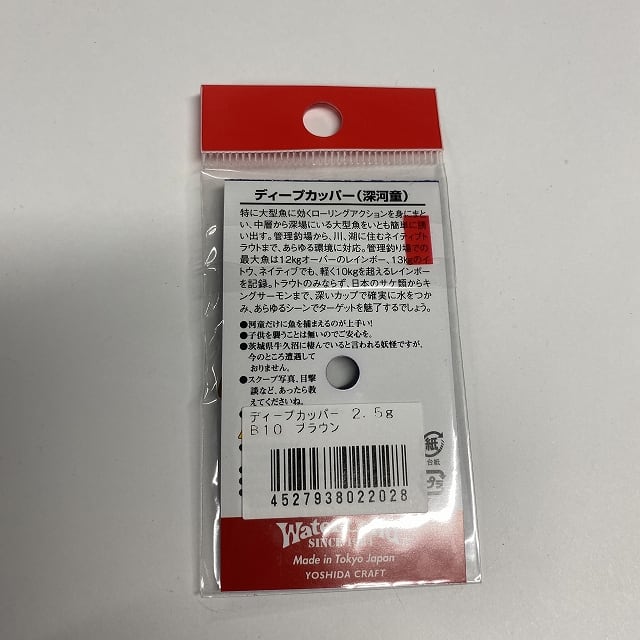 ディープカッパー(深河童)
特に大型魚に効くローリングアクションを身にまと
い、中層から深場にいる大型魚をいとも簡単に誘
い出す。管理釣場から、川、湖に住むネイティブト
ラウトまで、あらゆる環境に対応。管理釣り場での
最大魚は12kgオーバーのレインボー、13kgのイ
トウ、ネイティブでも、軽く10kgを超えるレインボー
を記録。トラウトのみならず、日本のサケ類からキ
ングサーモンまで、深いカップで確実に水をつか
み、あらゆるシーンでターゲットを魅了するでしょう。
●河童だけに魚を捕まえるのが上手い!
●子供を襲うことは無いのでご安心を。
●茨城県牛久沼に棲んでいると言われる妖怪ですが、
今のところ遭遇して
おりません。
●スクープ写真、目撃
談など、あったら教
えてくださいね。
ディープカッパー 2.5g
B10 ブラウン
4527938022028
紙
台紙
プラ
SINCE
Made in Tokyo Japan
YOSHIDA CRAFT